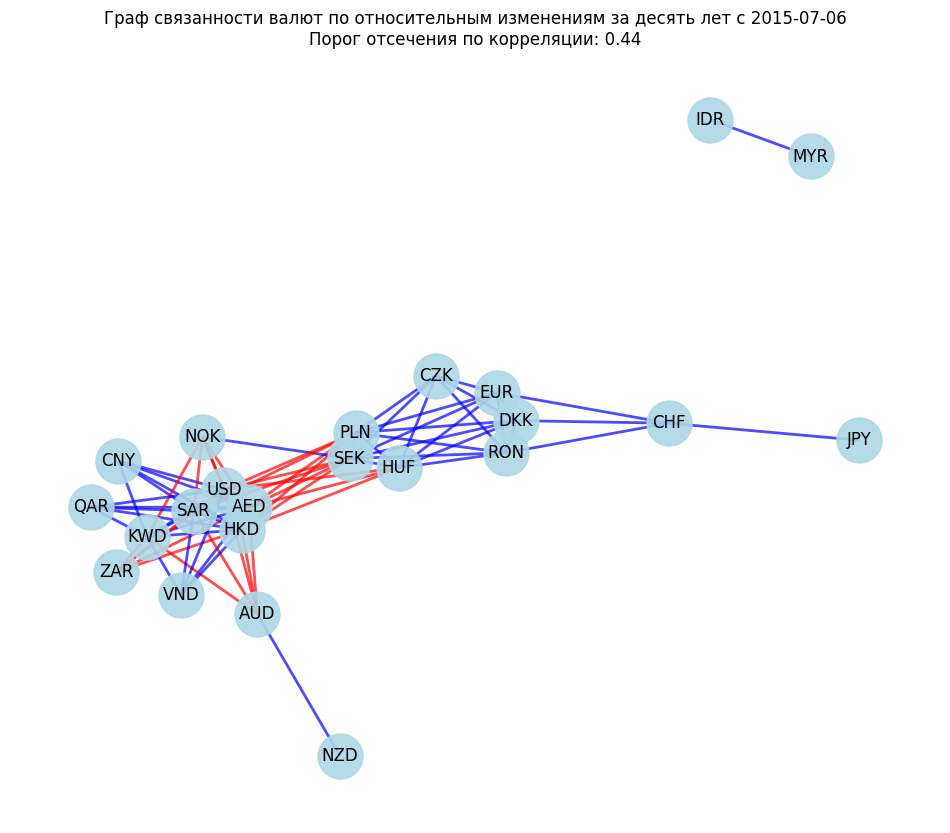 Граф связанности валют по относительным изменениям за десять лет с 2015-07-06
Порог отсечения по корреляции: 0.44
IDR
MYR
CZK
EUR
DKK
CHF
JPY
PLN
NOK
SEK
HUF
RON
CNY
USD
QAR
SAR
AED
HKD
KWD
ZAR
VND
AUD
NZD